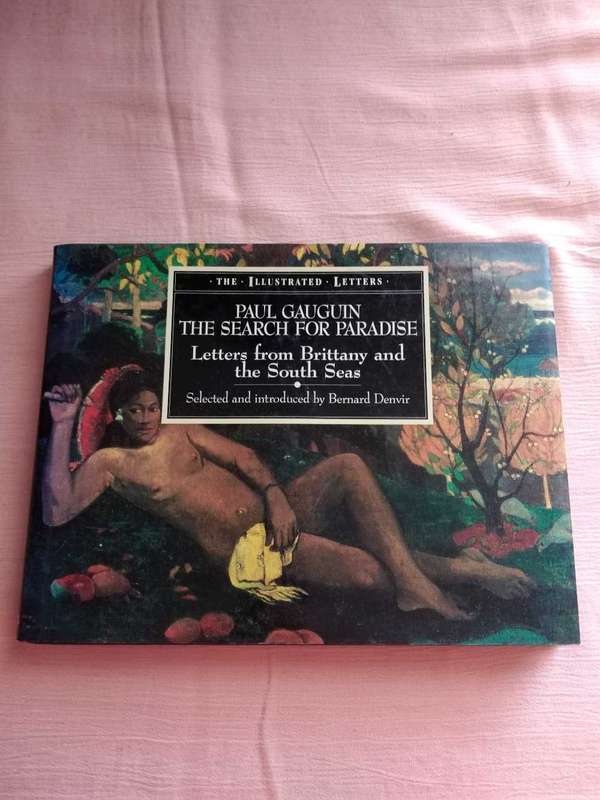 · THE · ILLUSTRATED · LETTERS ·
PAUL GAUGUIN
THE SEARCH FOR PARADISE
Letters from Brittany and
the South Seas
Selected and introduced by Bernard Denvir